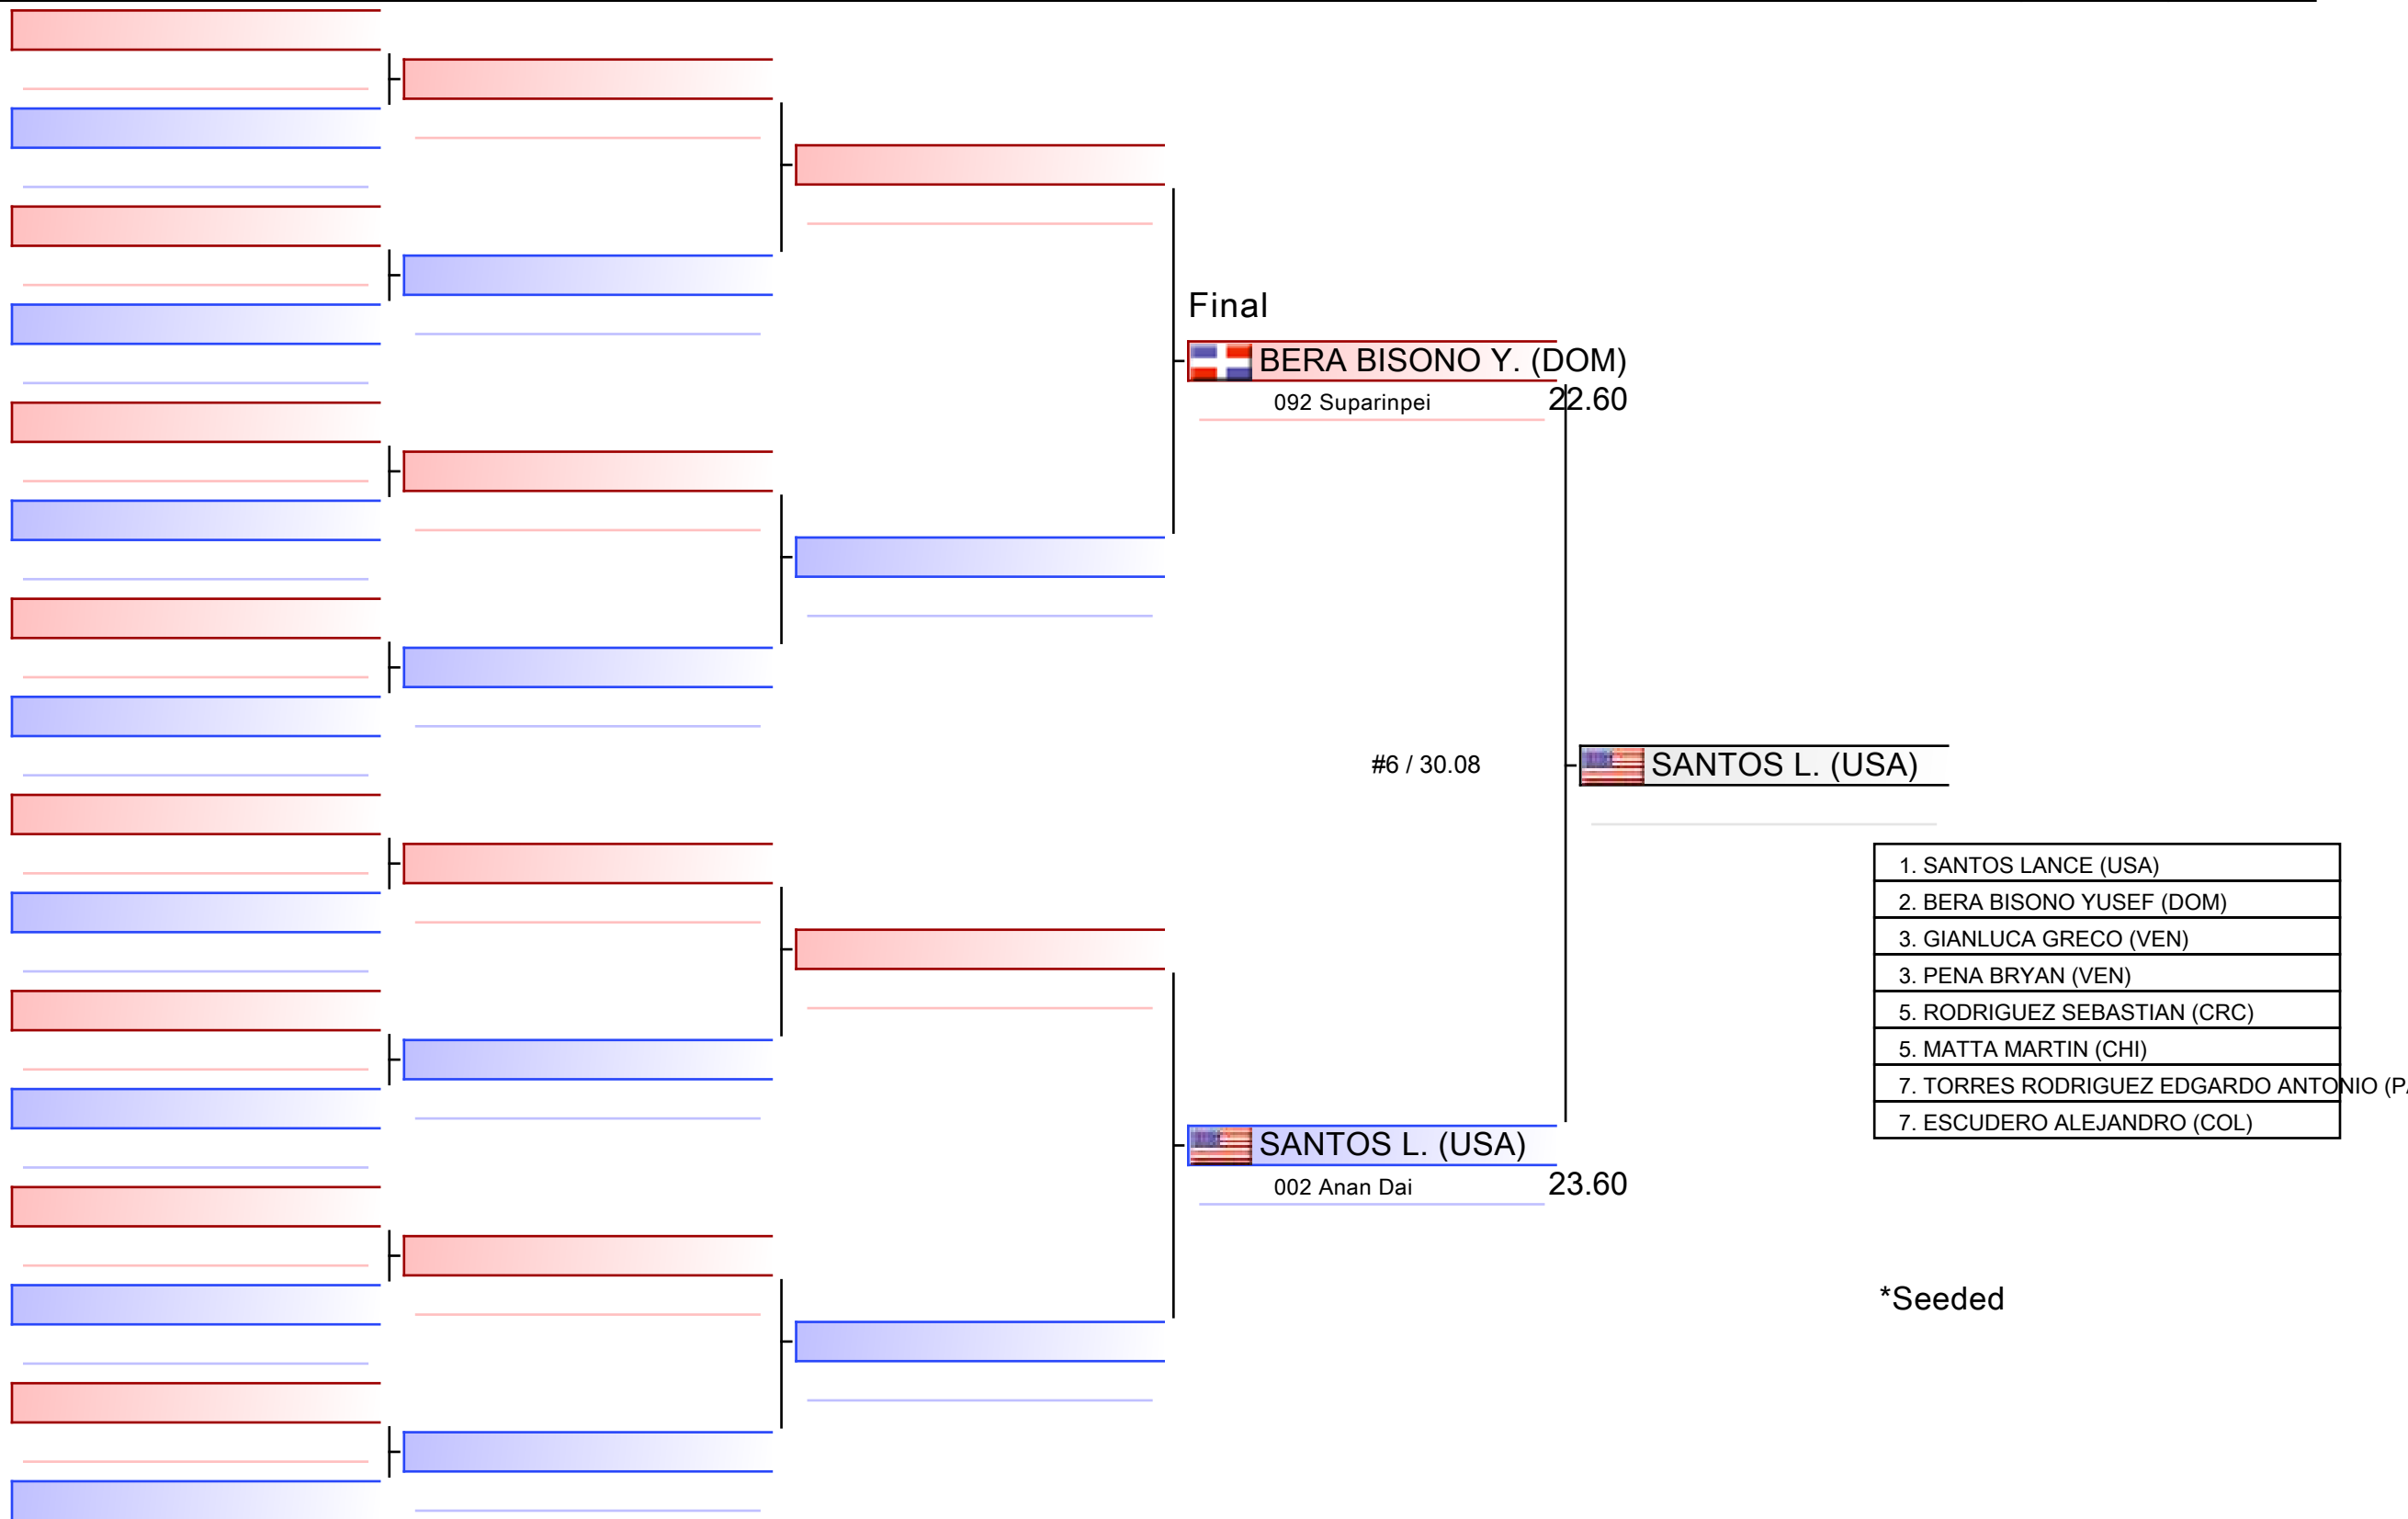 Final
BERA BISONO Y. (DOM)
092 Suparinpei 22.60
#6 / 30.08
SANTOS L. (USA)
1. SANTOS LANCE (USA)
2. BERA BISONO YUSEF (DOM)
3. GIANLUCA GRECO (VEN)
3. PENA BRYAN (VEN)
5. RODRIGUEZ SEBASTIAN (CRC)
5. MATTA MARTIN (CHI)
7. TORRES RODRIGUEZ EDGARDO ANTONIO
7. ESCUDERO ALEJANDRO (COL)
SANTOS L. (USA)
002 Anan Dai 23.60
*Seeded